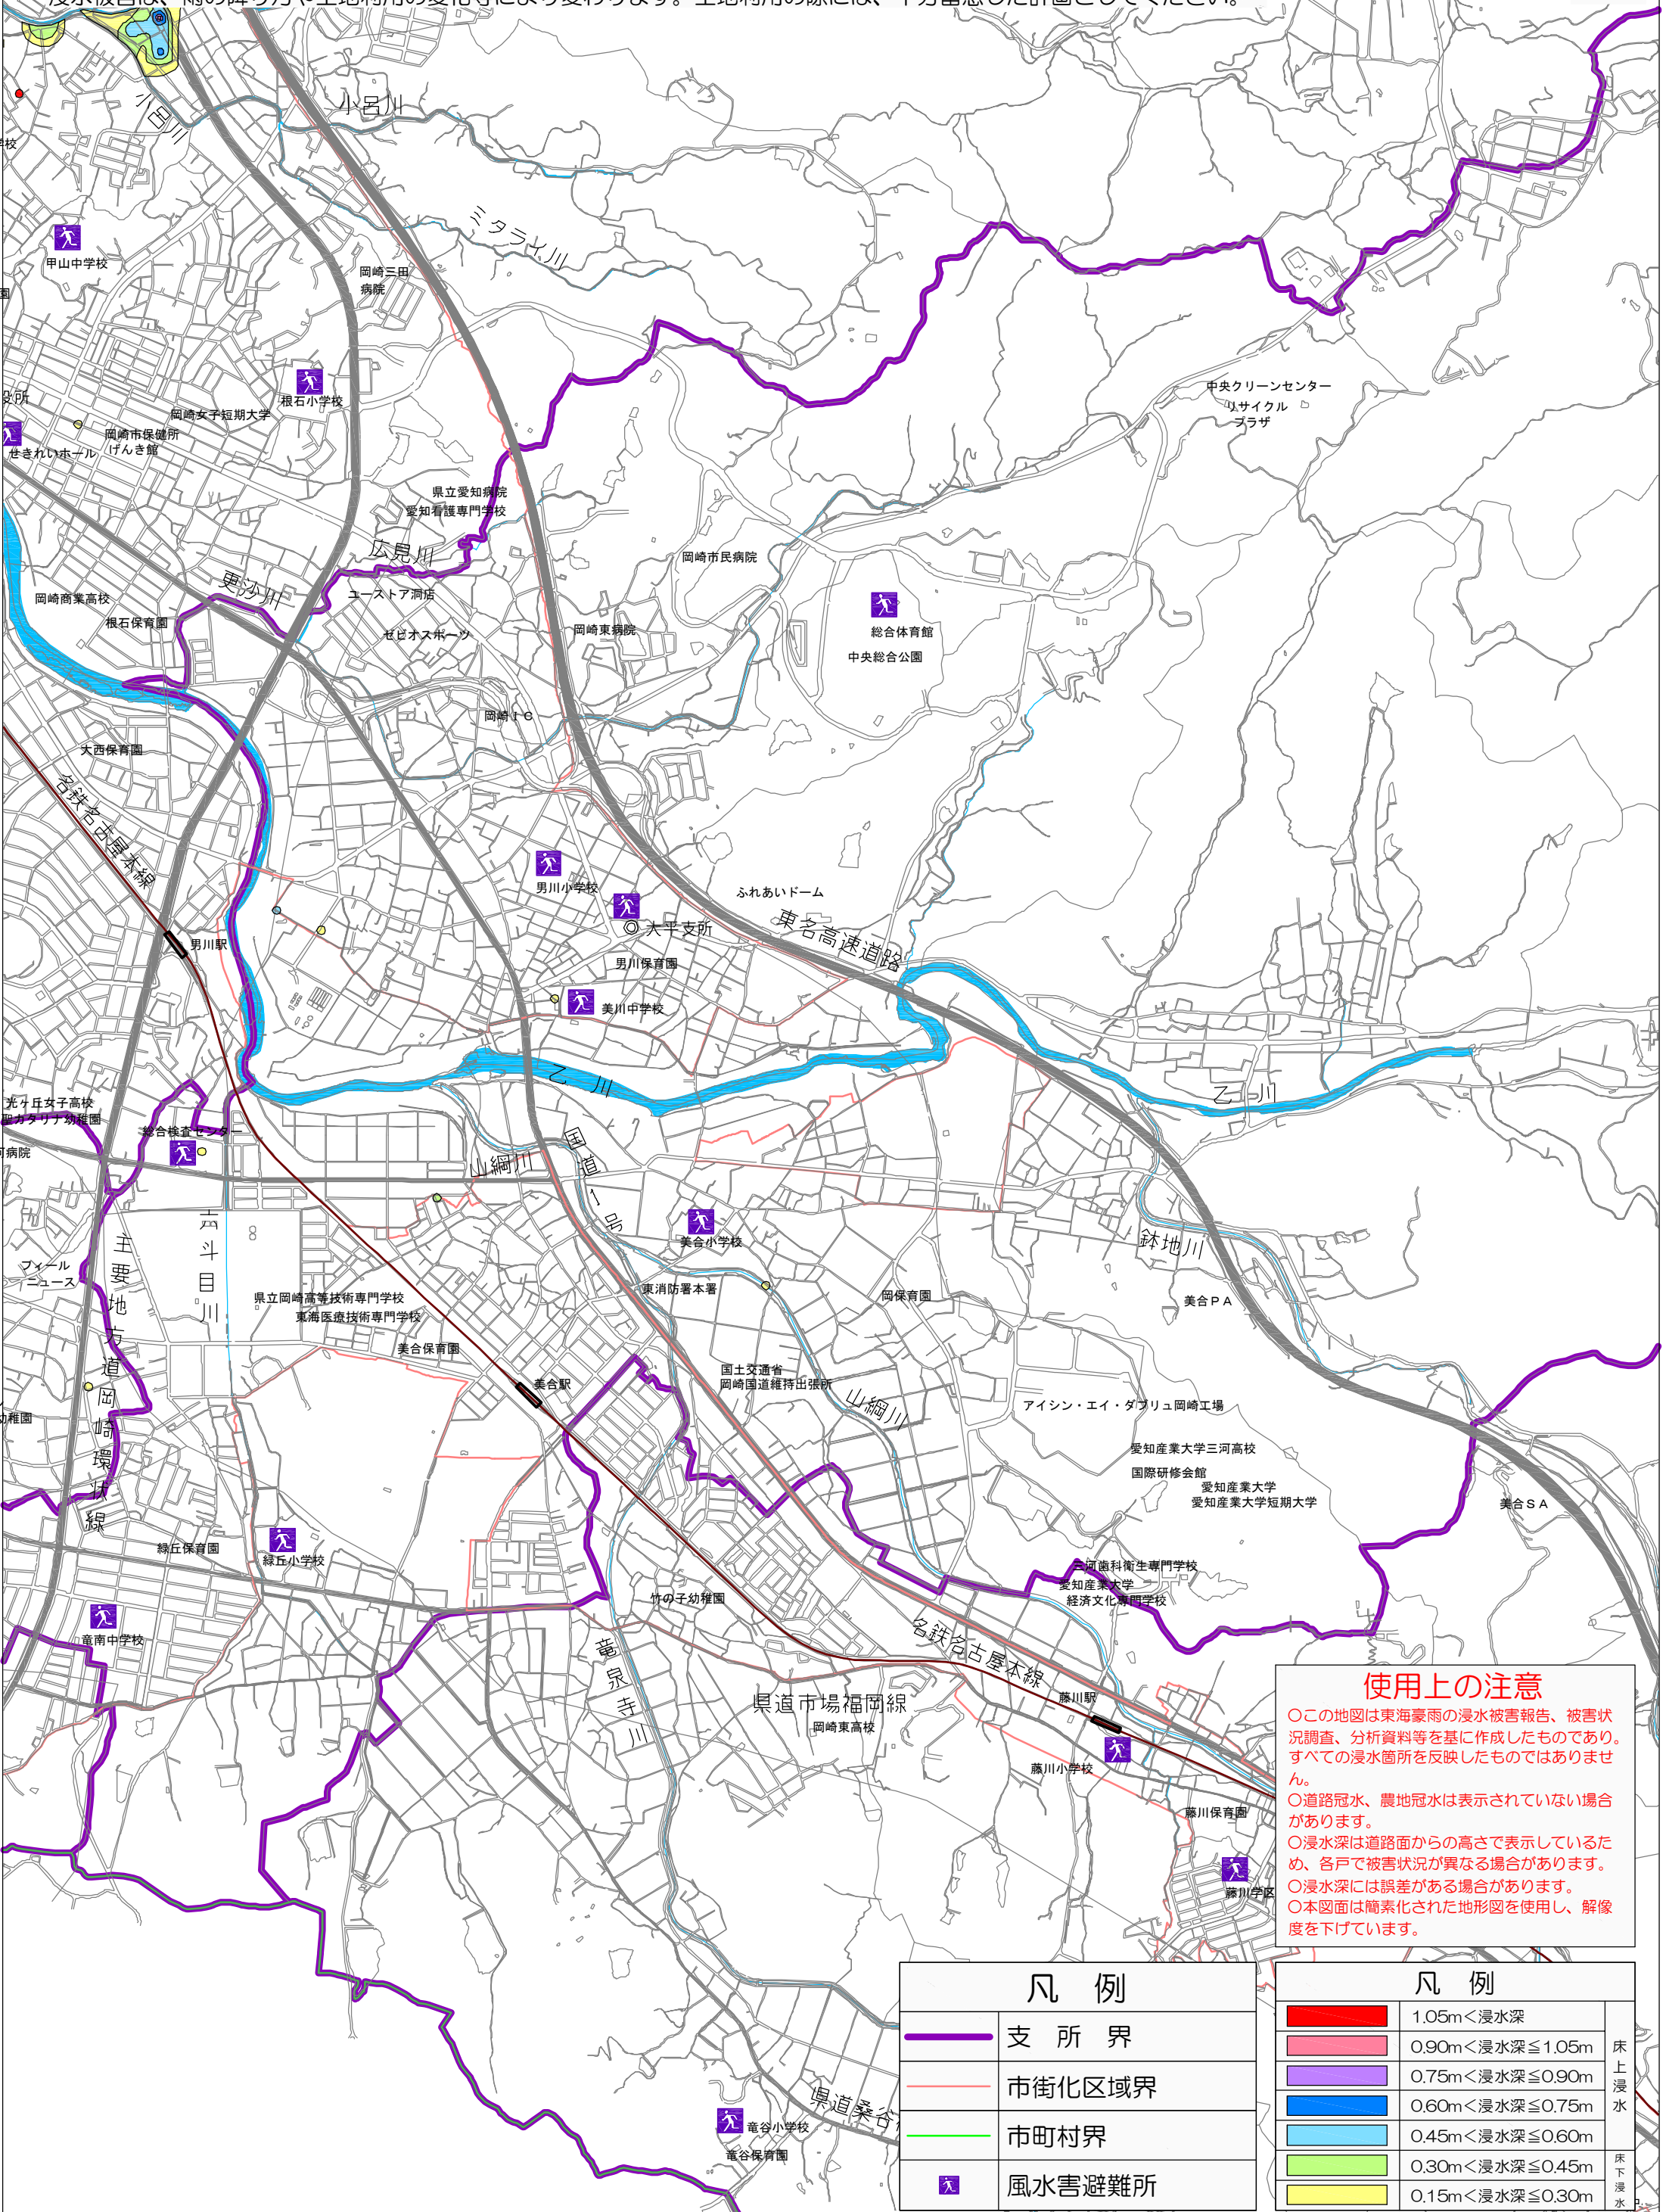 浸水被害は、雨の降り方や土地利用の変化等により変わります。土地利用の際には、十分留意した計画としてください。
小呂川
小呂川
ミタライ川
甲山中学校
岡崎三田
病院
根石小学校
岡崎女子短期大学
岡崎市保健所
げんき館
せきれいホール
中央クリーンセンター
リサイクル
プラザ
県立愛知病院
愛知看護専門学校
広見川
更沙川
岡崎市民病院
岡崎商業高校
根石保育園
ユーストア洞店
ゼビオスポーツ
岡崎東病院
総合体育館
中央総合公園
岡崎IC
大西保育園
名鉄名古屋本線
男川小学校
ふれあいドーム
大平支所
東名高速道路
男川駅
男川保育園
美川中学校
乙川
乙川
光ヶ丘女子高校
聖カタリナ幼稚園
総合検査センター
山綱川
国道1号
美合小学校
鉢地川
主要地方道岡崎環状線
フィール
ニュース
県立岡崎高等技術専門学校
東海医療技術専門学校
東消防署本署
岡保育園
美合PA
美合保育園
美合駅
国土交通省
岡崎国道維持出張所
山綱川
アイシン・エイ・ダブリュ岡崎工場
愛知産業大学三河高校
国際研修会館
愛知産業大学
愛知産業大学短期大学
美合SA
緑丘保育園
緑丘小学校
三河歯科衛生専門学校
愛知産業大学
経済文化専門学校
竹の子幼稚園
竜南中学校
竜泉寺川
名鉄名古屋本線
県道市場福岡線
岡崎東高校
藤川駅
藤川小学校
藤川保育園
藤川学区
竜谷小学校
竜谷保育園
県道桑谷
使用上の注意
○この地図は東海豪雨の浸水被害報告、被害状
況調査、分析資料等を基に作成したものであり。
すべての浸水箇所を反映したものではありませ
ん。
○道路冠水、農地冠水は表示されていない場合
があります。
○浸水深は道路面からの高さで表示しているた
め、各戸で被害状況が異なる場合があります。
○浸水深には誤差がある場合があります。
○本図面は簡素化された地形図を使用し、解像
度を下げています。
凡 例
支 所 界
市街化区域界
市町村界
風水害避難所
凡 例
1.05m＜浸水深
0.90m＜浸水深≦1.05m
0.75m＜浸水深≦0.90m
0.60m＜浸水深≦0.75m
0.45m＜浸水深≦0.60m
床上浸水
0.30m＜浸水深≦0.45m
0.15m＜浸水深≦0.30m
床下浸水